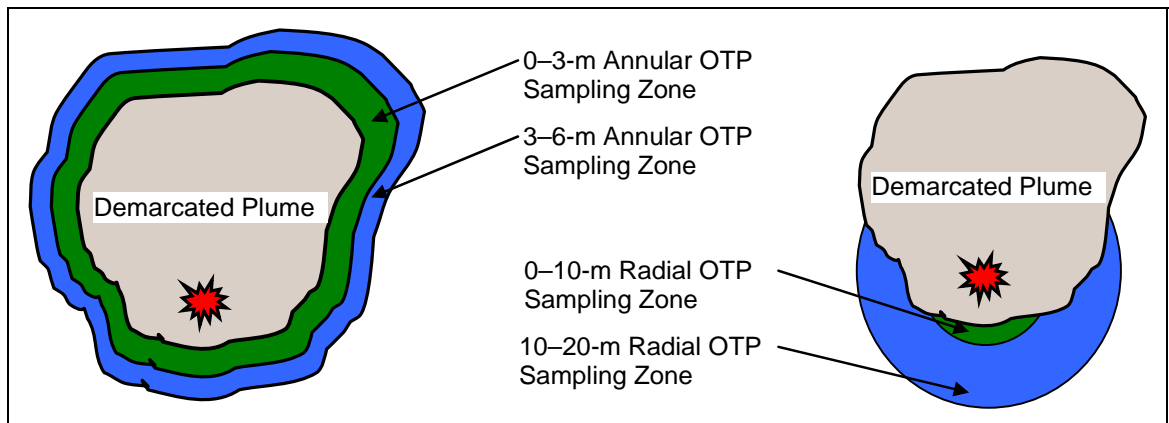 0–3-m Annular OTP
Sampling Zone
3–6-m Annular OTP
Sampling Zone
Demarcated Plume
Demarcated Plume
0–10-m Radial OTP
Sampling Zone
10–20-m Radial OTP
Sampling Zone